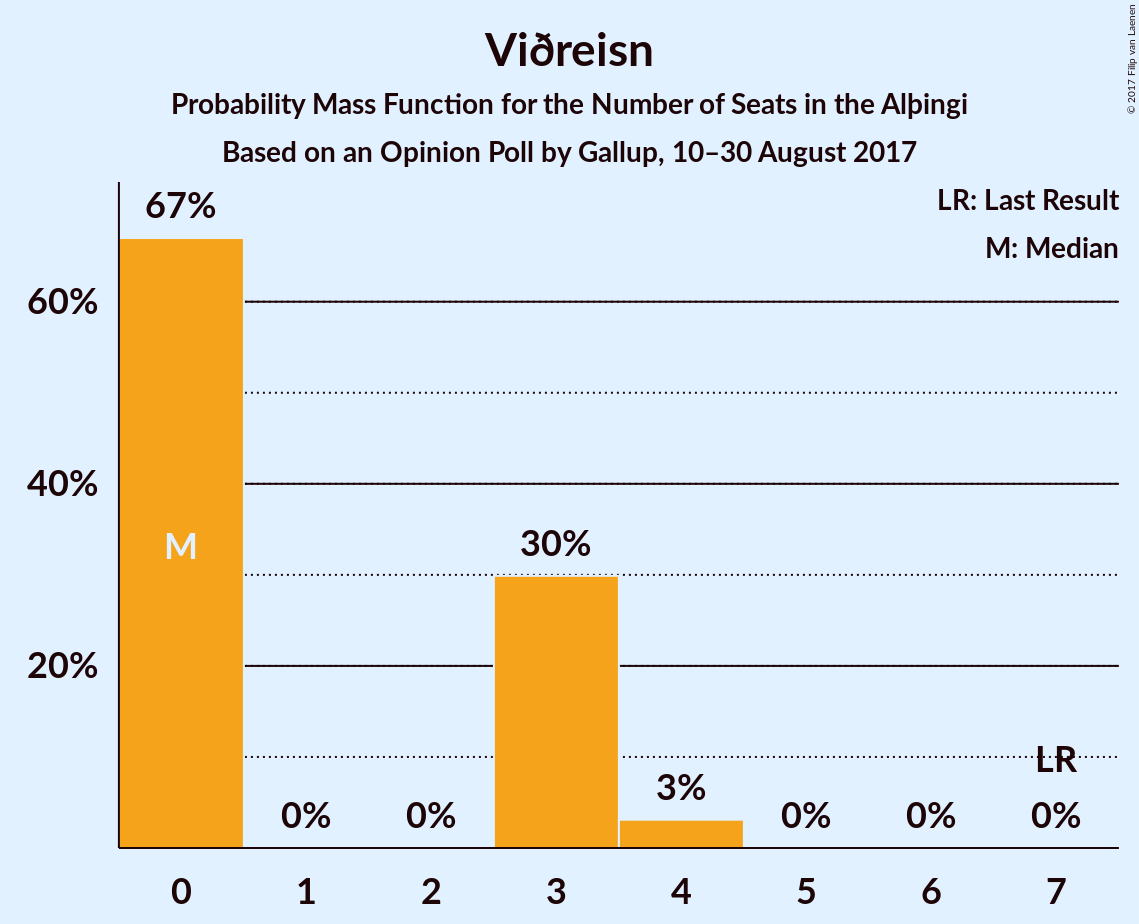 Viðreisn
Probability Mass Function for the Number of Seats in the Alþingi
Based on an Opinion Poll by Gallup, 10–30 August 2017
© 2017 Filip van Laenen
LR: Last Result
M: Median
67%
60%
40%
20%
M
30%
3%
LR
0%
0%
0%
0%
0%
0 1 2 3 4 5 6 7